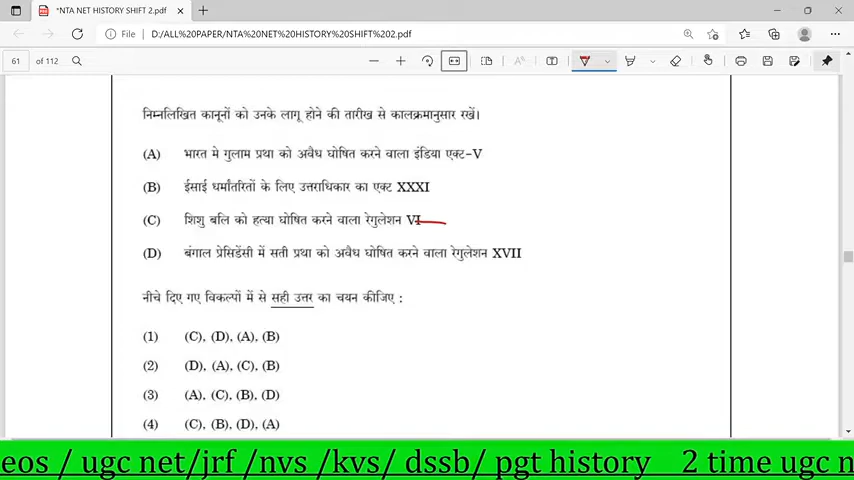 *NTA NET HISTORY SHIFT 2.pdf
File
D:/ALL%20PAPER/NTA%20NET%20HISTORY%20SHIFT%202.pdf
61 of 112
निम्नलिखित कानूनों को उनके लागू होने की तारीख से कालक्रमानुसार रखें।
(A) भारत मे गुलाम प्रथा को अवैध घोषित करने वाला इंडिया एक्ट–V
(B) ईसाई धर्मांतरितों के लिए उत्तराधिकार का एक्ट XXXI
(C) शिशु बलि को हत्या घोषित करने वाला रेगुलेशन VI
(D) बंगाल प्रेसिडेंसी में सती प्रथा को अवैध घोषित करने वाला रेगुलेशन XVII
नीचे दिए गए विकल्पों में से सही उत्तर का चयन कीजिए :
(1) (C), (D), (A), (B)
(2) (D), (A), (C), (B)
(3) (A), (C), (B), (D)
(4) (C), (B), (D), (A)
eos / ugc net/jrf /nvs /kvs/ dssb/ pgt history 2 time ugc n